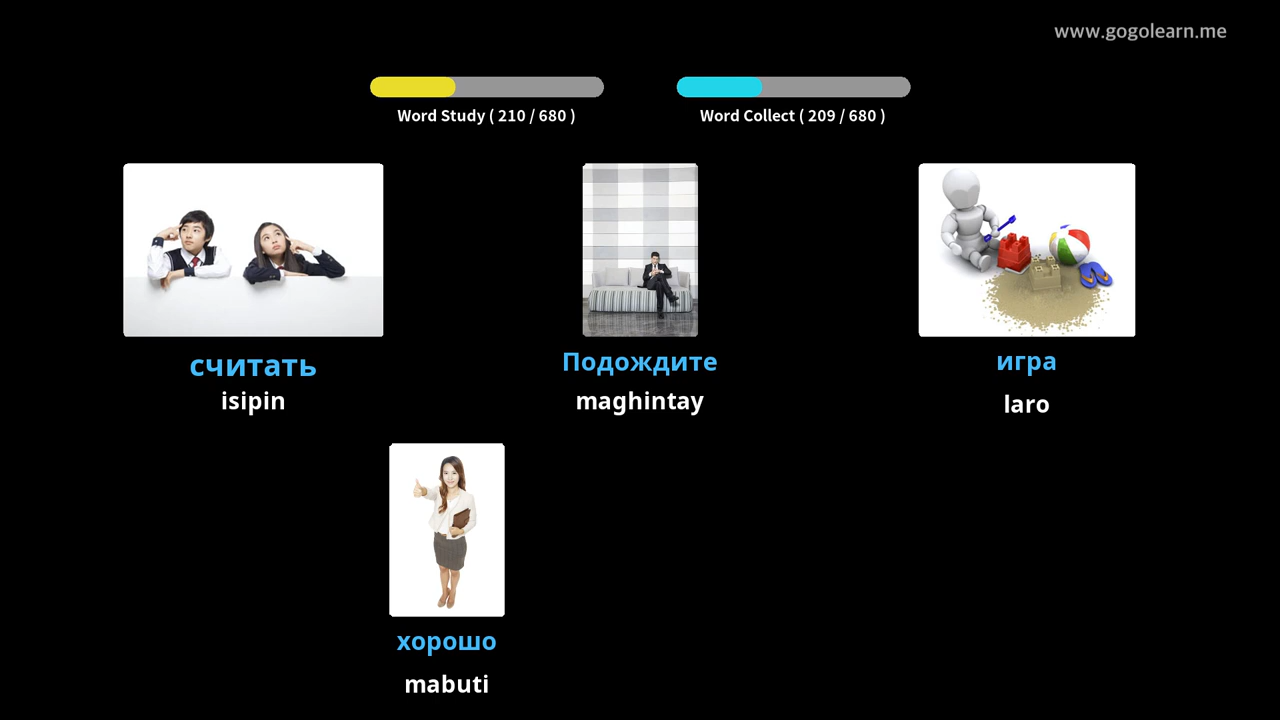 www.gogolearn.me
Word Study ( 210 / 680 )
Word Collect ( 209 / 680 )
считать
isipin
Подождите
maghintay
игра
laro
хорошо
mabuti